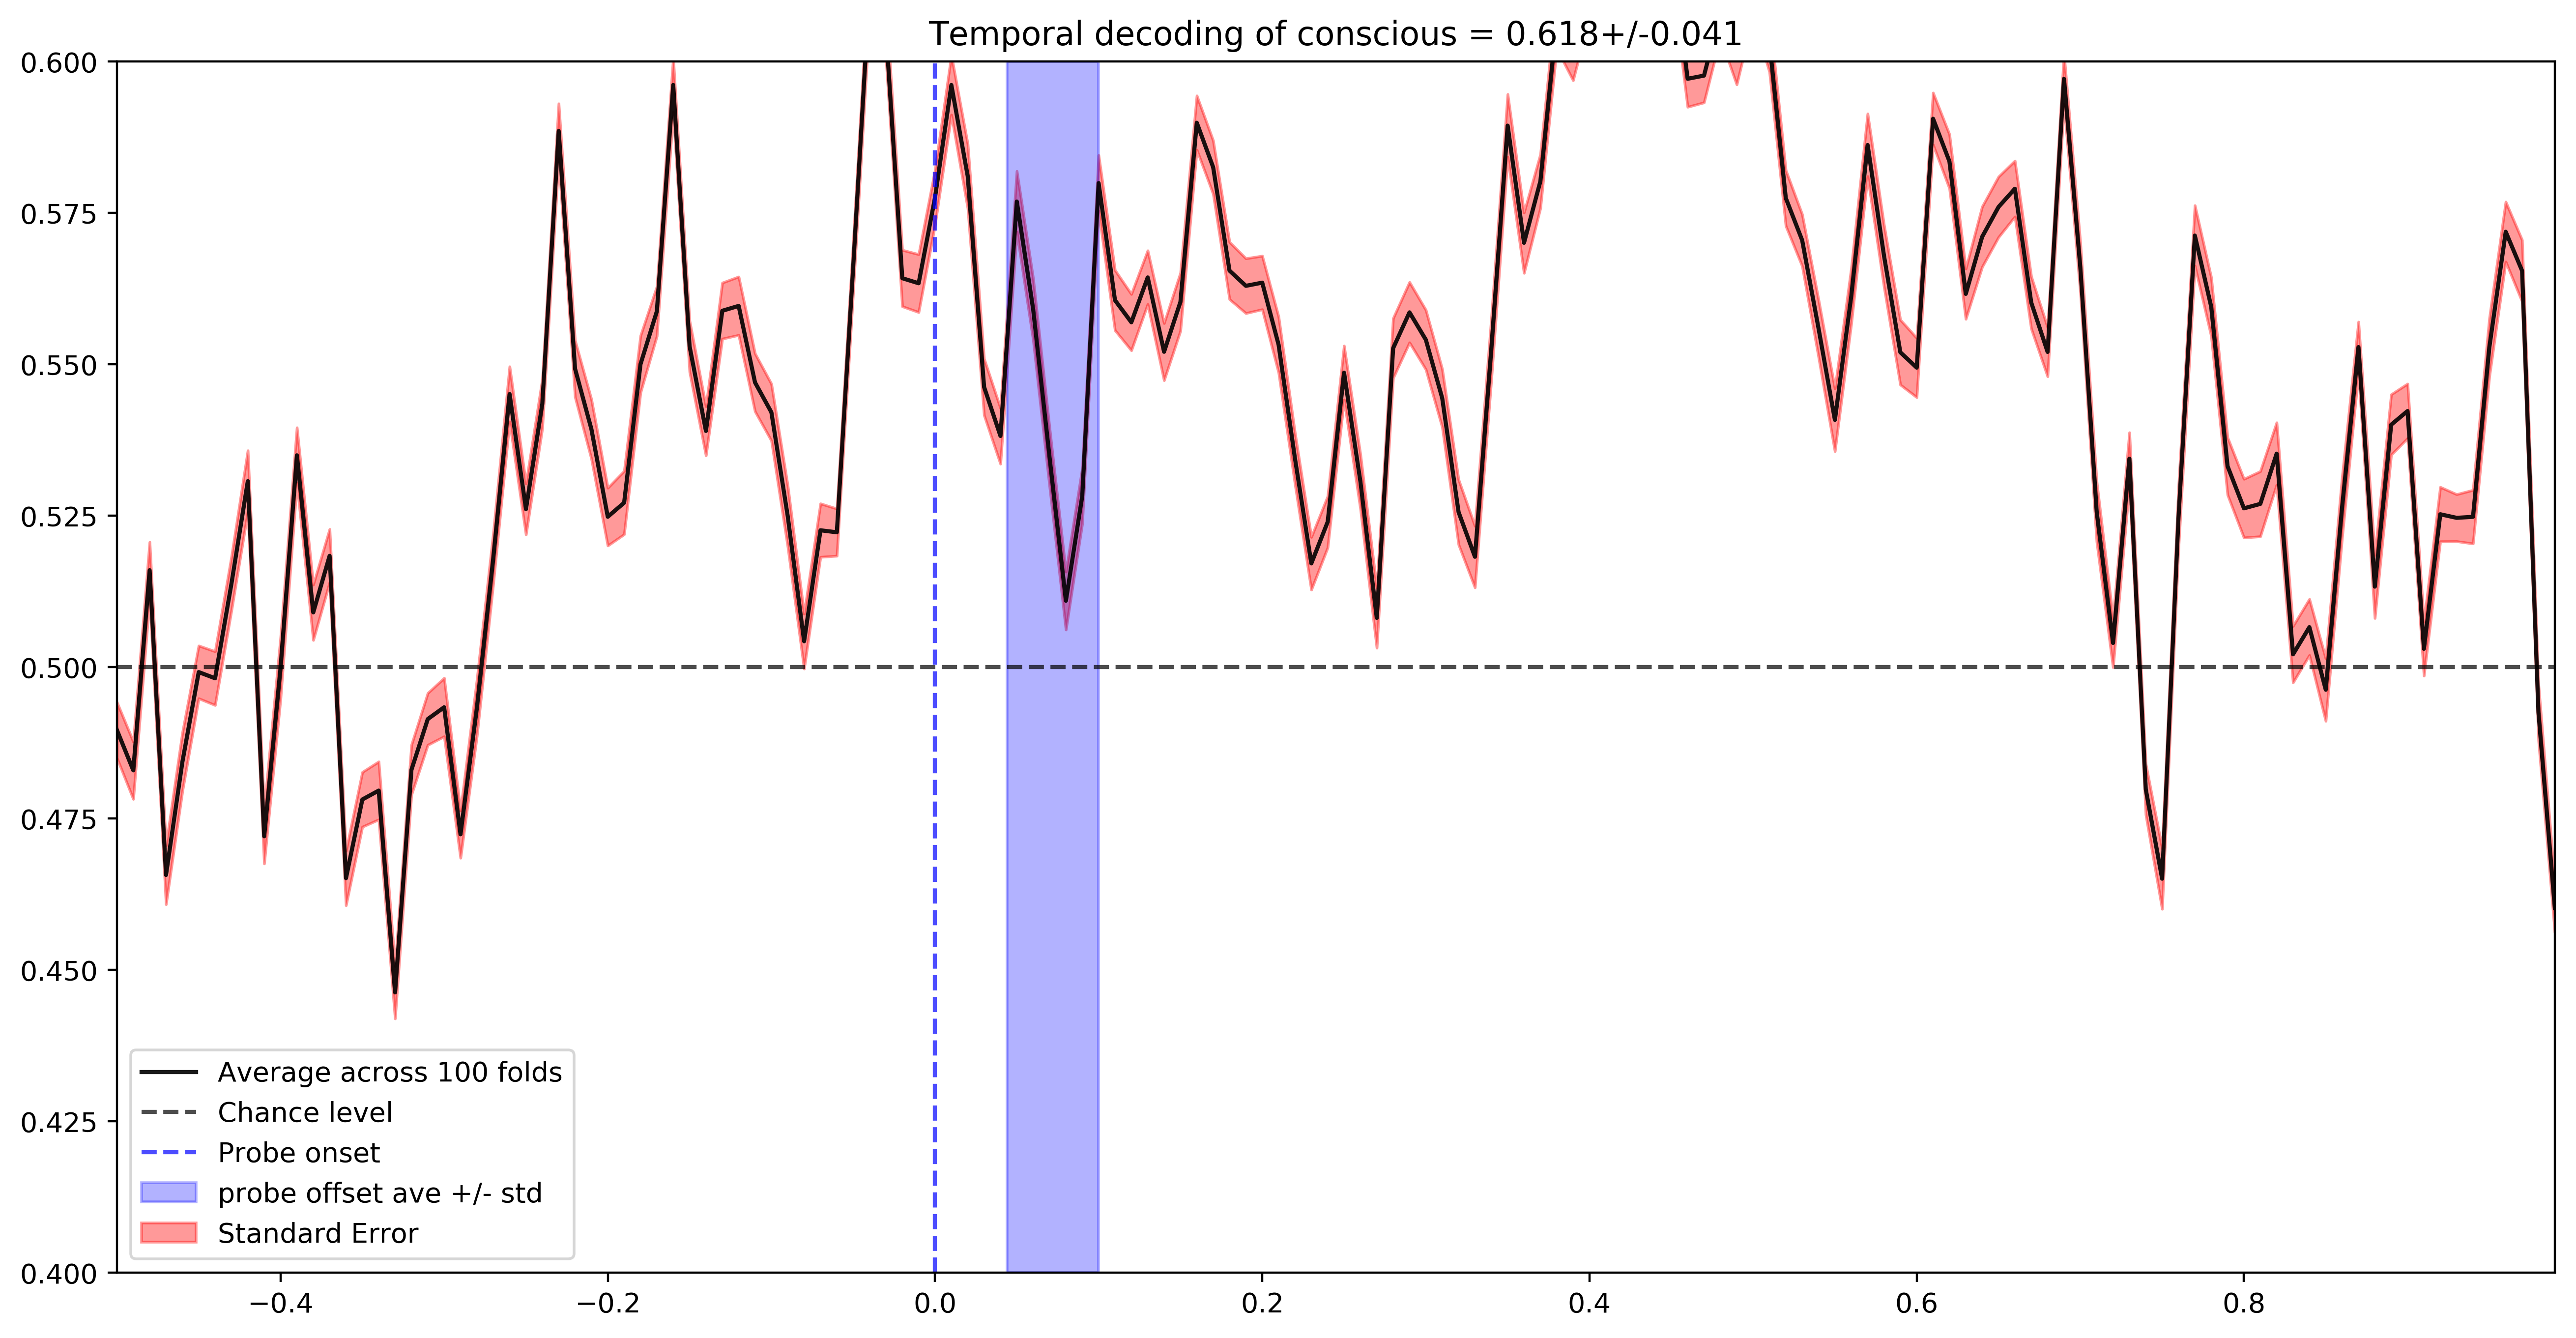 Temporal decoding of conscious = 0.618+/-0.041
0.600
0.575
0.550
0.525
0.500
0.475
0.450
0.425
0.400
Average across 100 folds
Chance level
Probe onset
probe offset ave +/- std
Standard Error
−0.4 −0.2 0.0 0.2 0.4 0.6 0.8